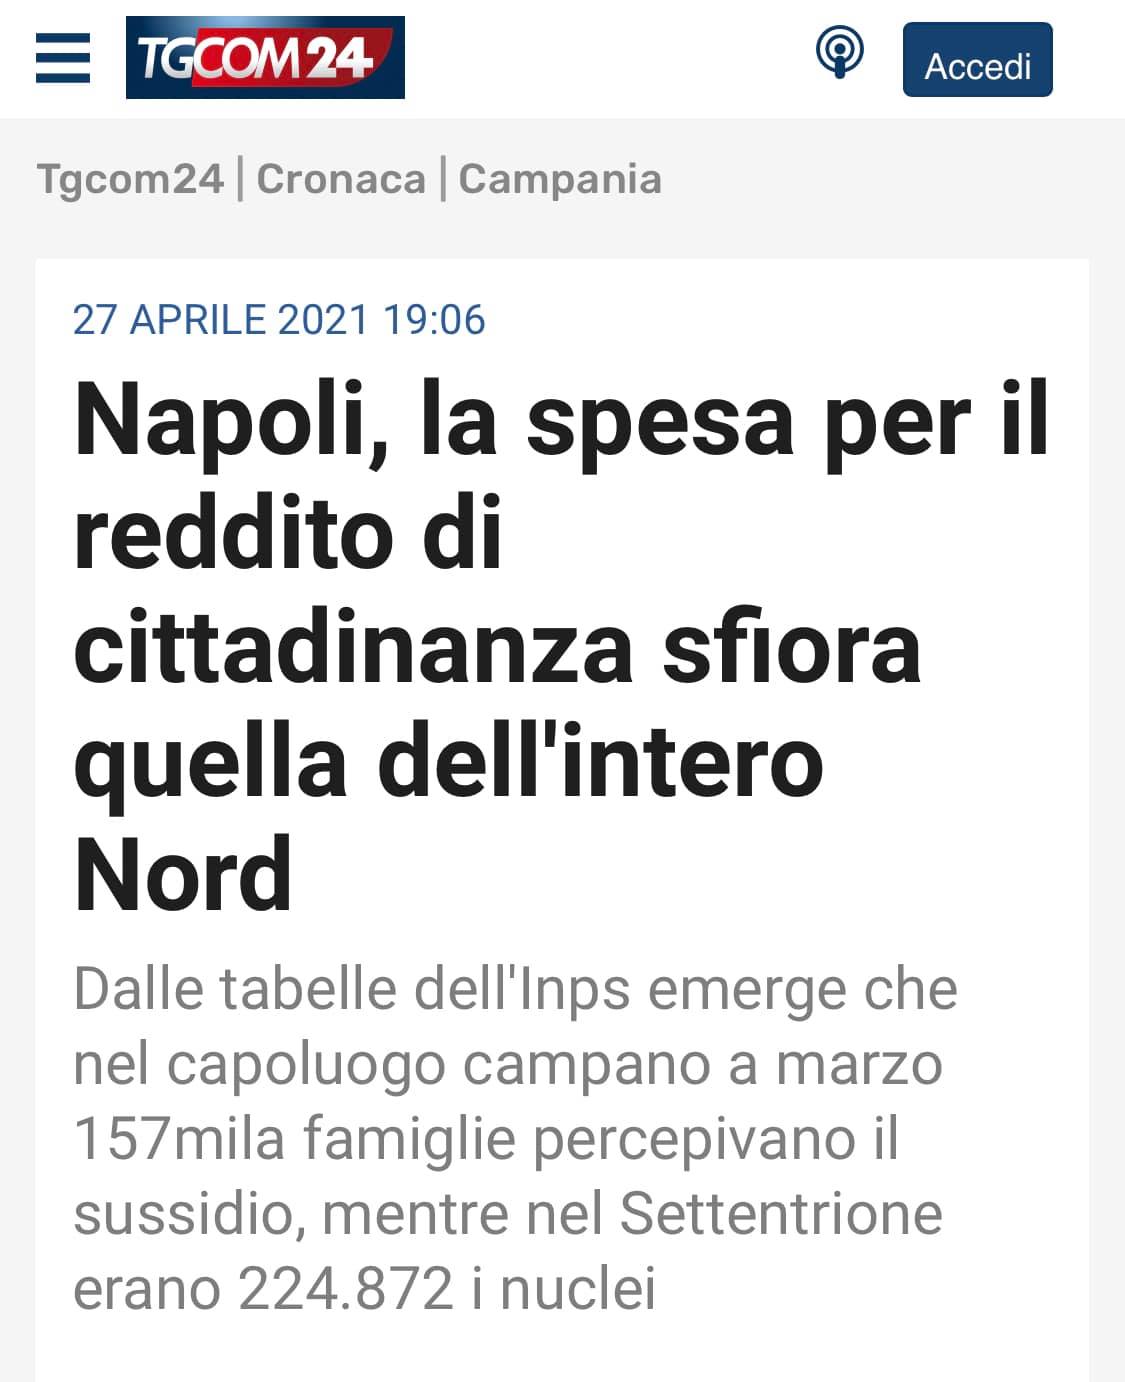 TGCOM24
Accedi
Tgcom24 | Cronaca | Campania
27 APRILE 2021 19:06
Napoli, la spesa per il
reddito di
cittadinanza sfiora
quella dell'intero
Nord
Dalle tabelle dell'Inps emerge che
nel capoluogo campano a marzo
157mila famiglie percepivano il
sussidio, mentre nel Settentrione
erano 224.872 i nuclei